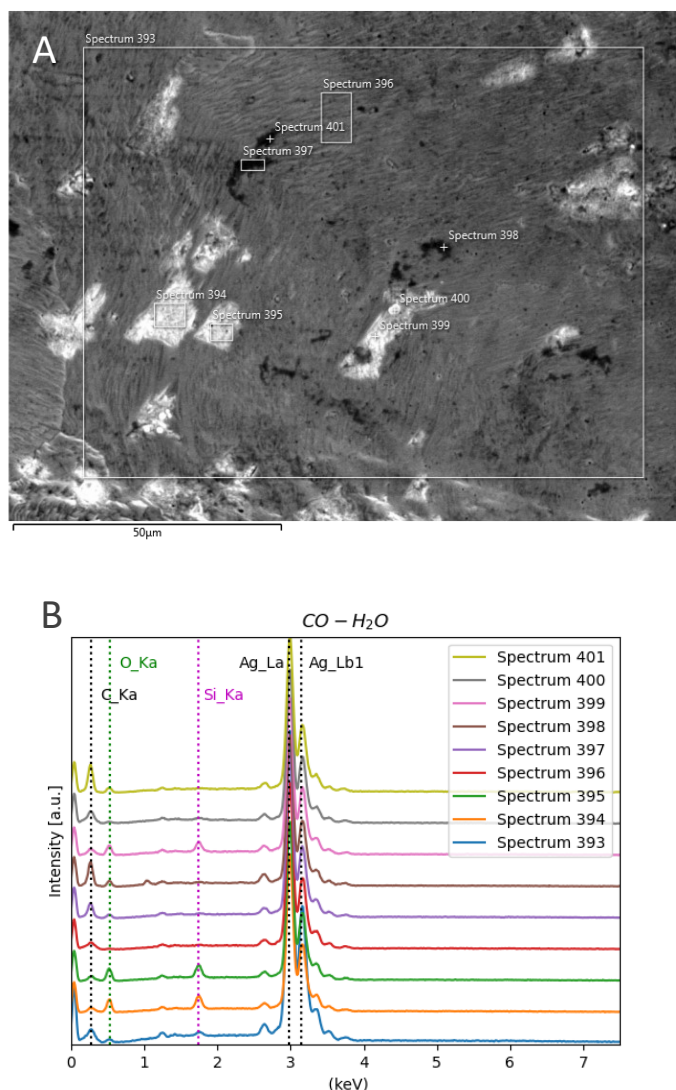 A
Spectrum 393
Spectrum 396
Spectrum 401
Spectrum 397
Spectrum 398
Spectrum 394
Spectrum 400
Spectrum 395
Spectrum 399
50µm
B
CO − H₂O
O_Ka
Ag_La
Ag_Lb1
C_Ka
Si_Ka
Spectrum 401
Spectrum 400
Spectrum 399
Spectrum 398
Spectrum 397
Spectrum 396
Spectrum 395
Spectrum 394
Spectrum 393
Intensity [a.u.]
0 1 2 3 4 5 6 7
(keV)